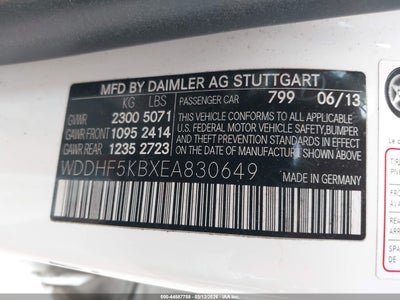 MFD BY DAIMLER AG STUTTGART
KG LBS PASSENGER CAR 799 06/13
GVWR 2300 5071
GAWR FRONT 1095 2414
GAWR REAR 1235 2723
THIS VEHICLE CONFORMS TO ALL APPLICABLE
U.S. FEDERAL MOTOR VEHICLE SAFETY, BUMPER
AND THEFT PREVENTION STANDARDS IN EFFECT ON
THE DATE OF MANUFACTURE SHOWN ABOVE.
WDDHF5KBXEA830649
MADE IN GERMANY